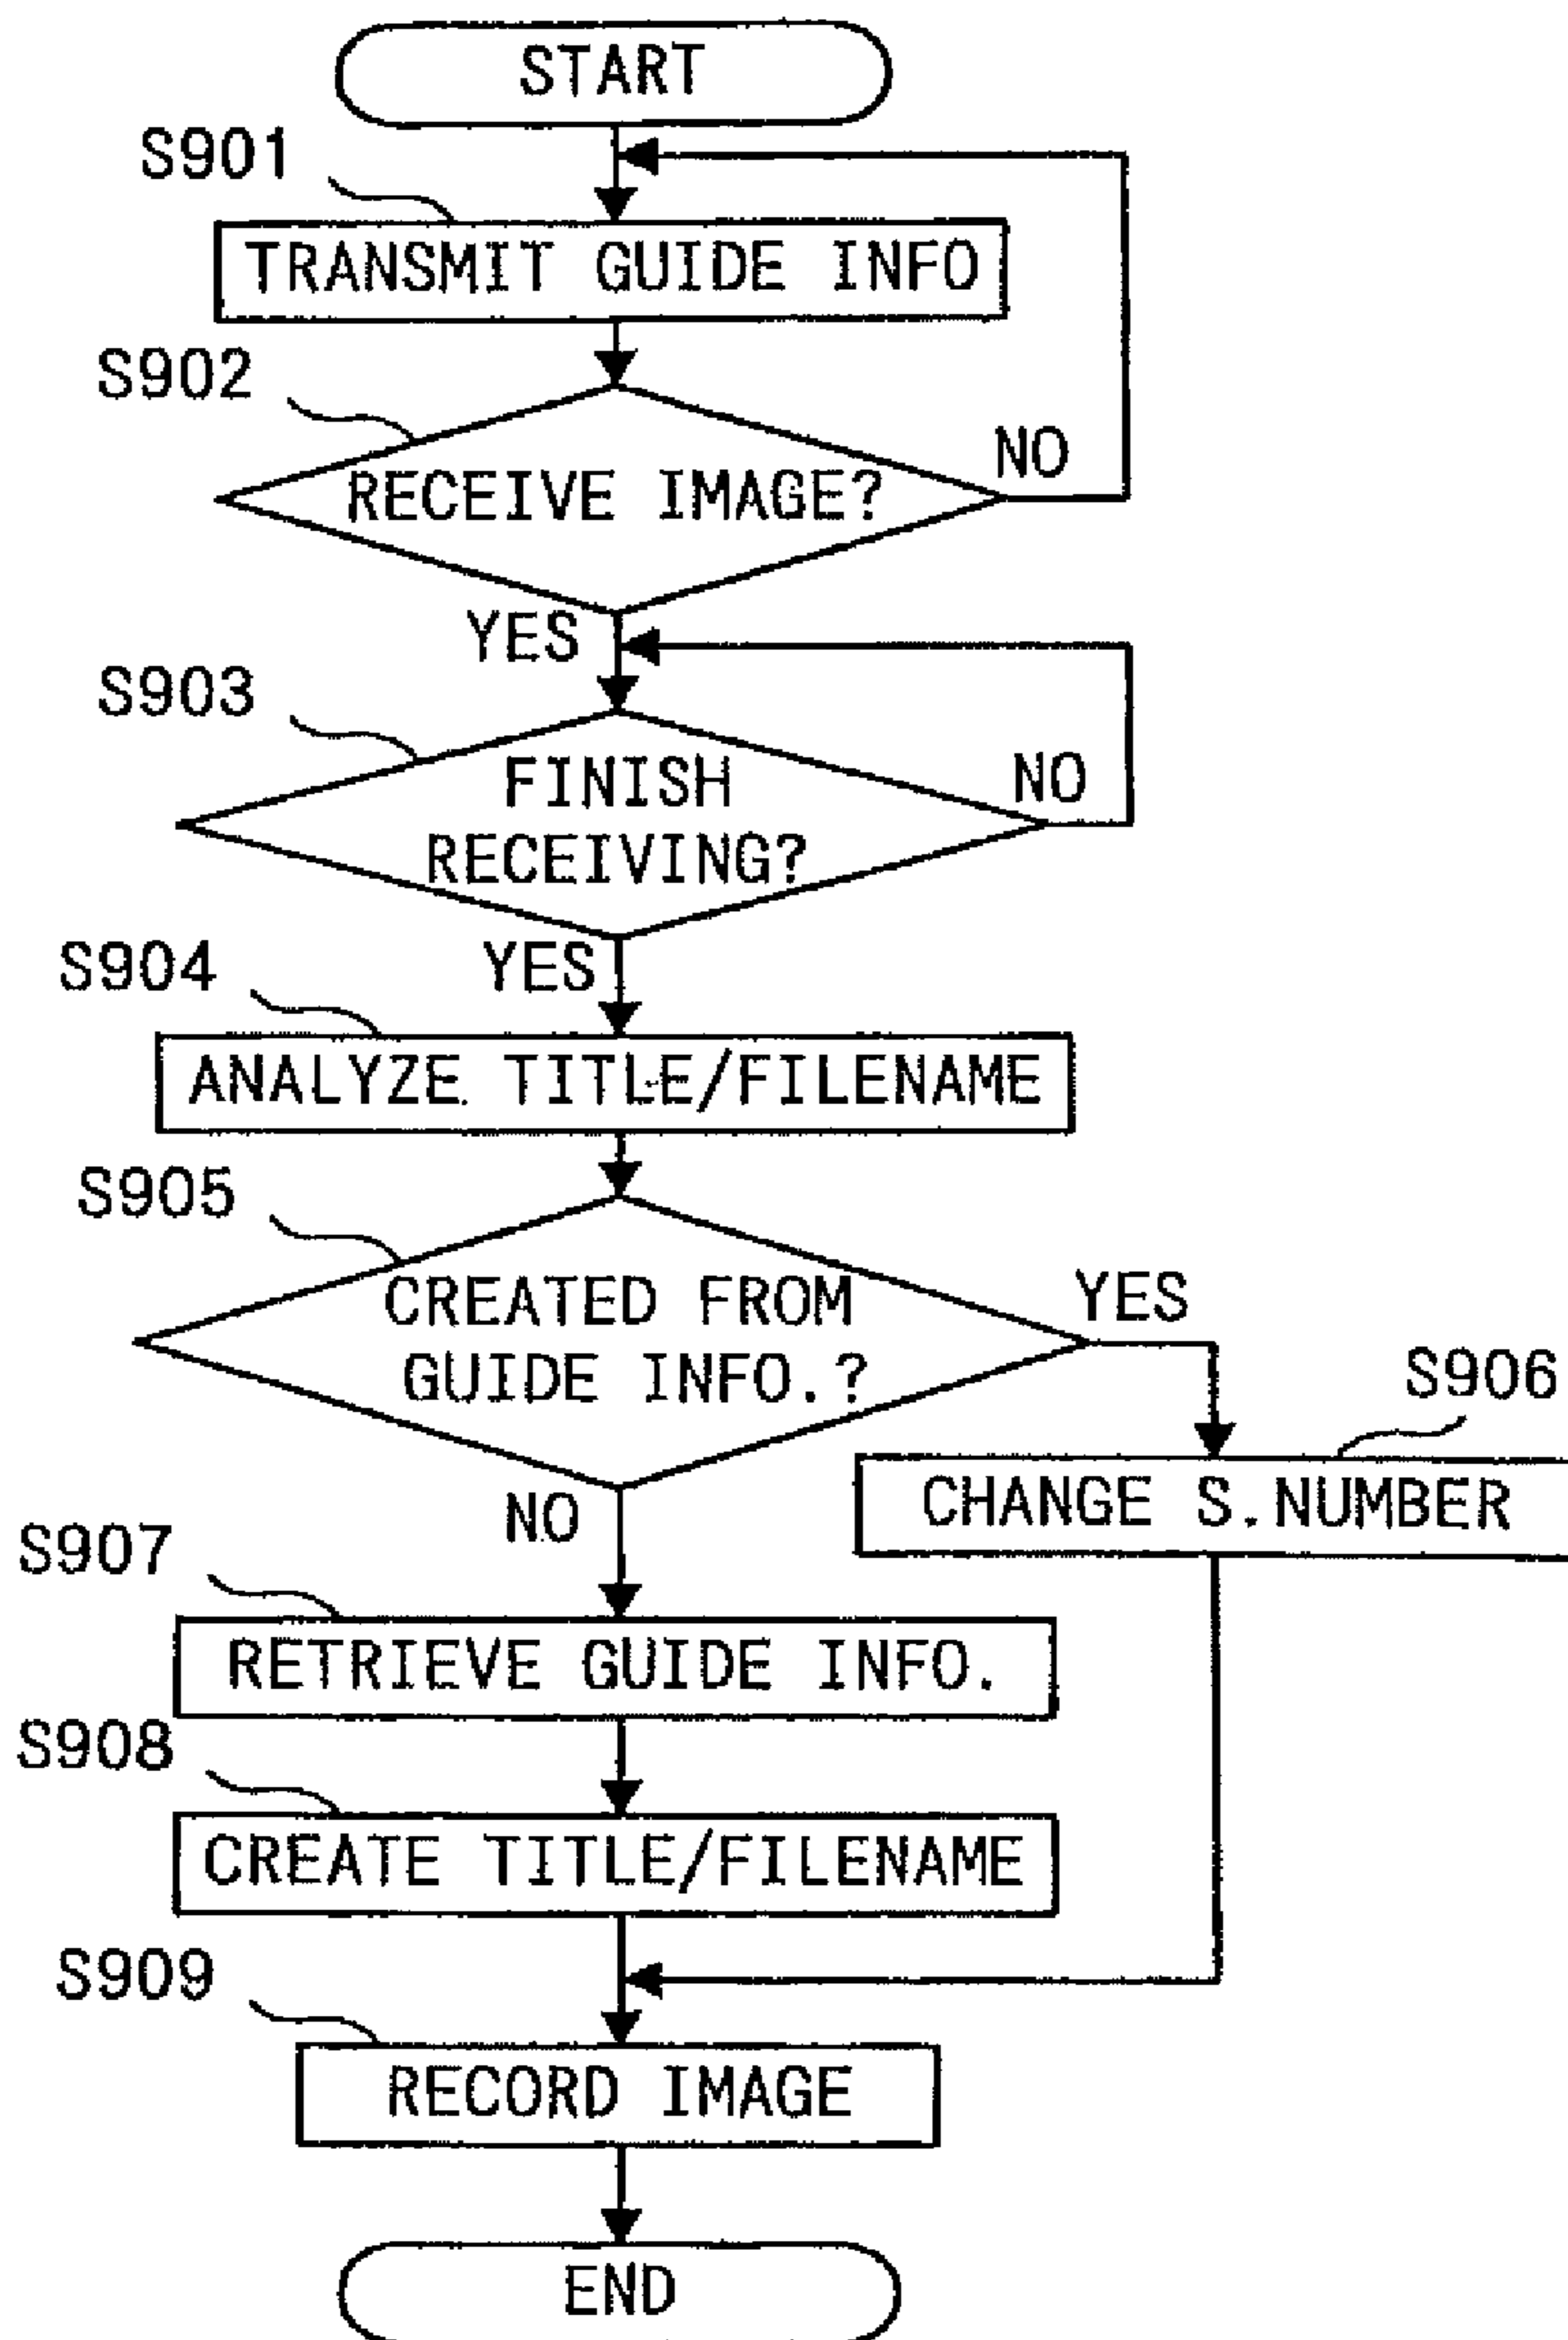 START
S901
TRANSMIT GUIDE INFO
S902
RECEIVE IMAGE?
NO
YES
S903
FINISH
RECEIVING?
NO
YES
S904
ANALYZE TITLE/FILENAME
S905
CREATED FROM
GUIDE INFO.?
YES
S906
CHANGE S.NUMBER
NO
S907
RETRIEVE GUIDE INFO.
S908
CREATE TITLE/FILENAME
S909
RECORD IMAGE
END